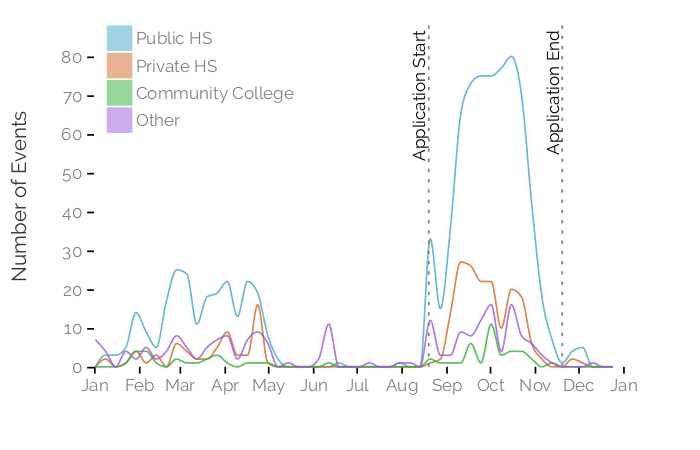 Public HS
Private HS
Community College
Other
Application Start
Application End
Number of Events
80
70
60
50
40
30
20
10
0
Jan Feb Mar Apr May Jun Jul Aug Sep Oct Nov Dec Jan